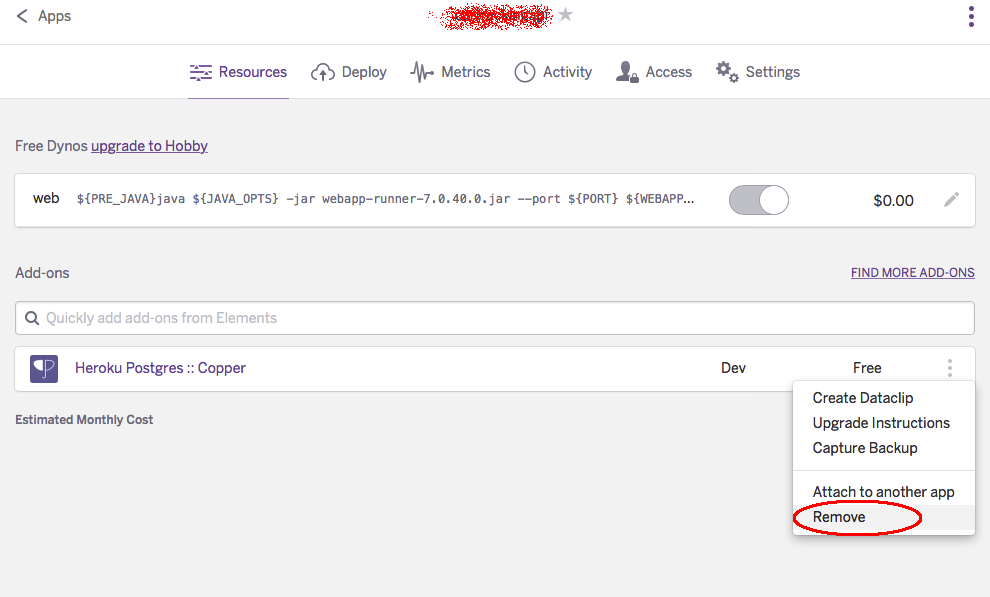 Apps
Resources Deploy Metrics Activity Access Settings
Free Dynos upgrade to Hobby
web ${PRE_JAVA}java ${JAVA_OPTS} -jar webapp-runner-7.0.40.0.jar --port ${PORT} ${WEBAPP... $0.00
Add-ons FIND MORE ADD-ONS
Quickly add add-ons from Elements
Heroku Postgres :: Copper Dev Free
Create Dataclip
Estimated Monthly Cost
Upgrade Instructions
Capture Backup
Attach to another app
Remove